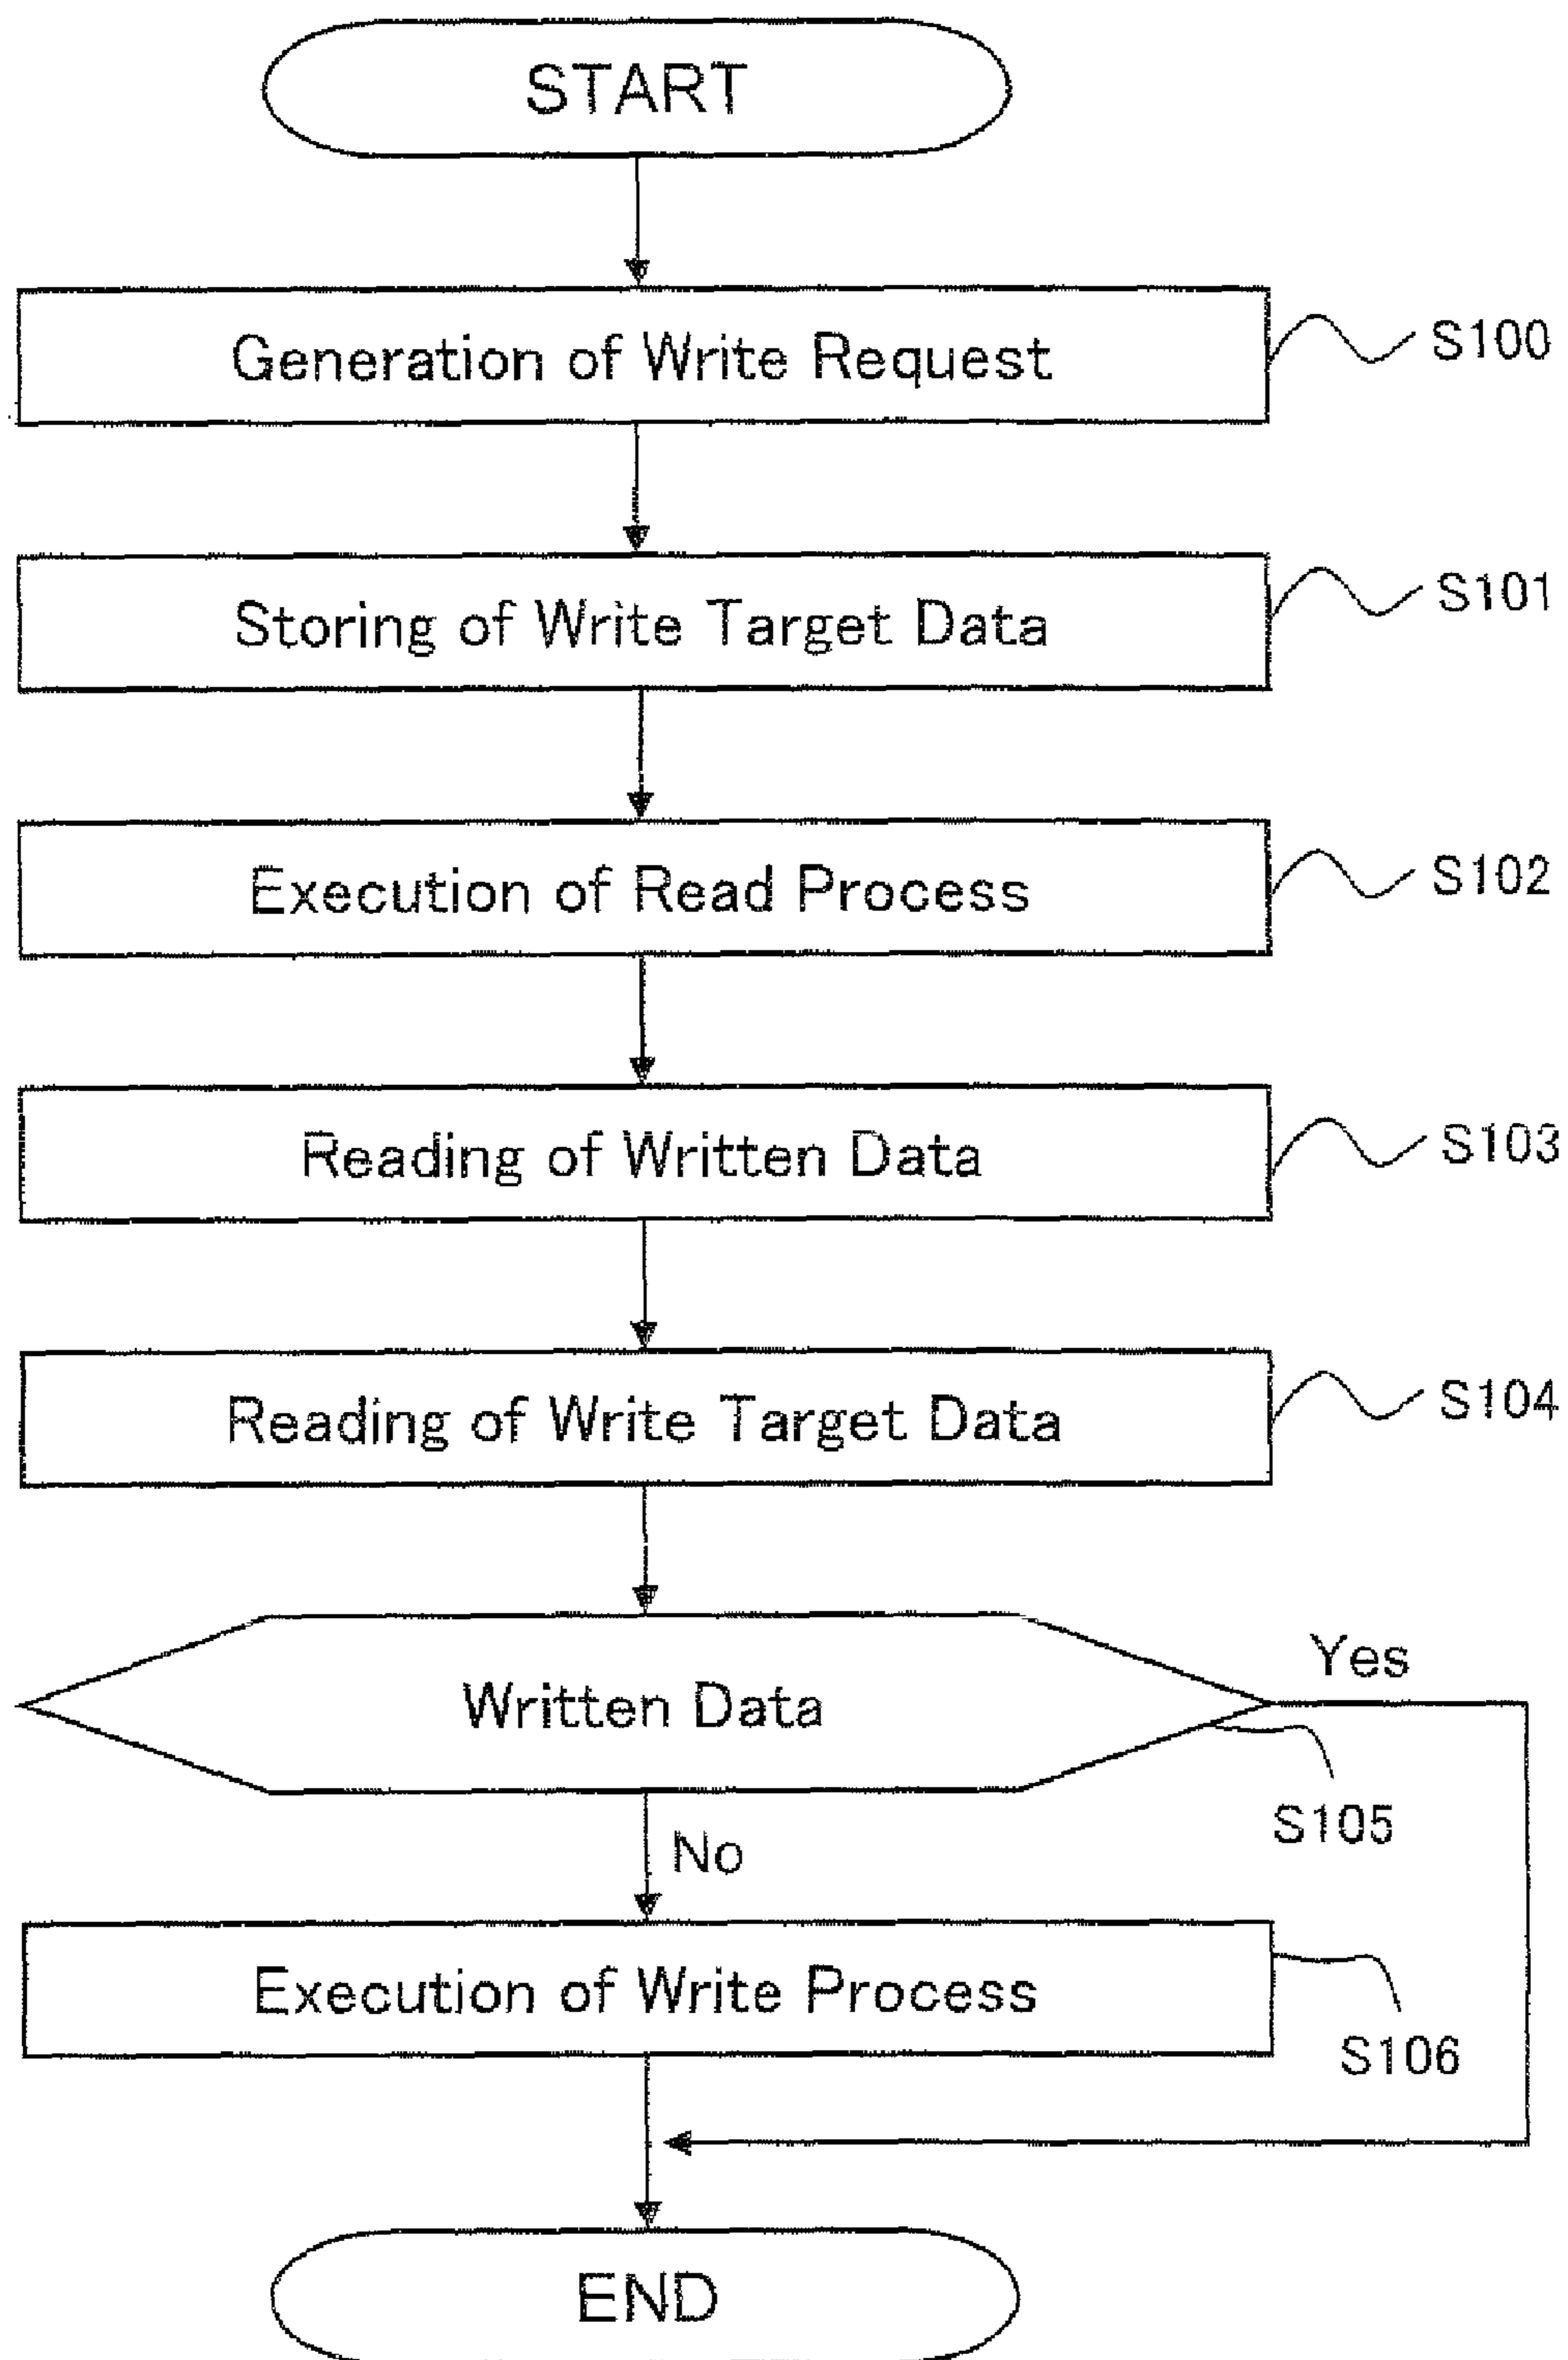 START
Generation of Write Request
S100
Storing of Write Target Data
S101
Execution of Read Process
S102
Reading of Written Data
S103
Reading of Write Target Data
S104
Yes
Written Data
S105
No
Execution of Write Process
S106
END